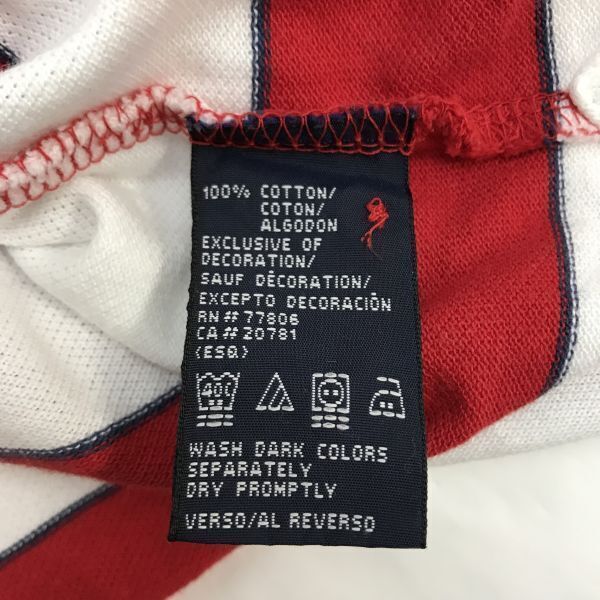 100% COTTON/
COTON/
ALGODON
EXCLUSIVE OF
DECORATION/
SAUF DÉCORATION/
EXCEPTO DECORACIÓN
RN# 77806
CA# 20781
(ESQ)
40C
WASH DARK COLORS
SEPARATELY
DRY PROMPTLY
VERSO/AL REVERSO